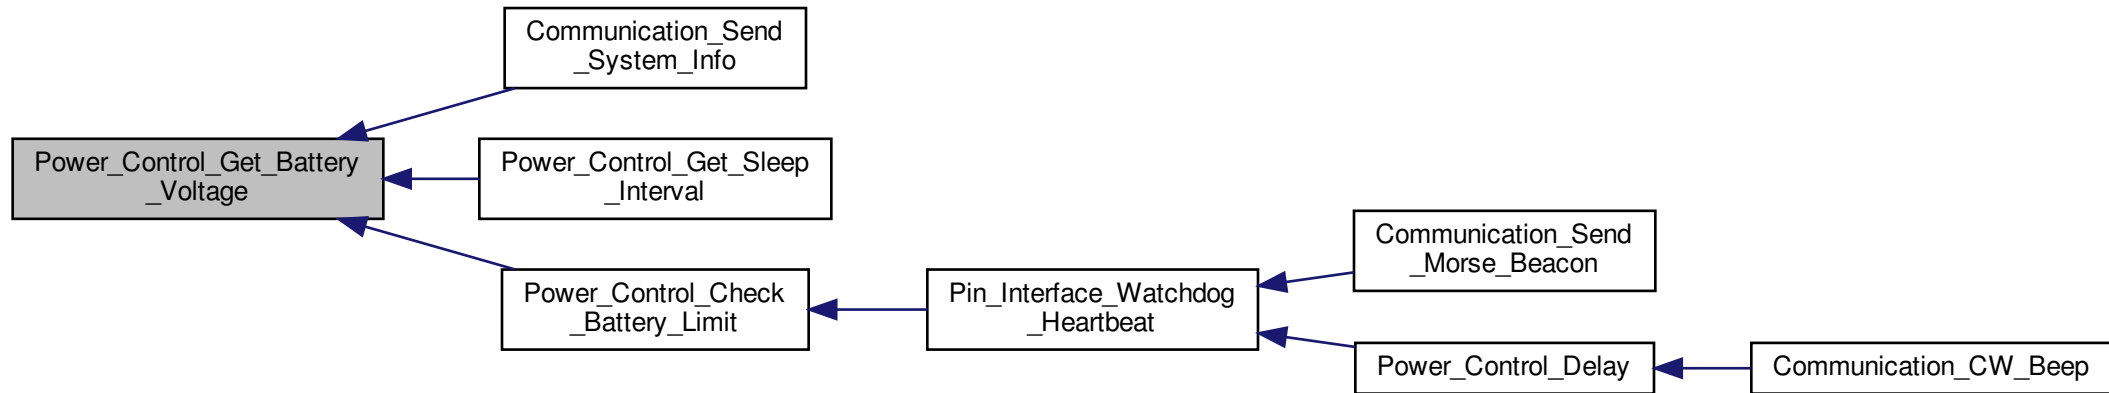 Communication_Send
_System_Info
Power_Control_Get_Battery
_Voltage
Power_Control_Get_Sleep
_Interval
Power_Control_Check
_Battery_Limit
Pin_Interface_Watchdog
_Heartbeat
Communication_Send
_Morse_Beacon
Power_Control_Delay
Communication_CW_Beep